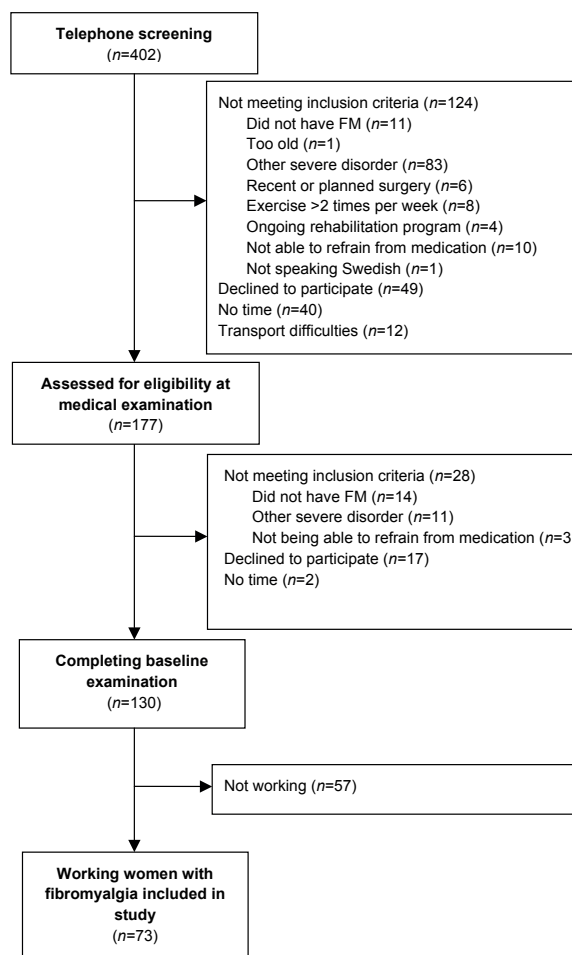 Telephone screening
(n=402)
Not meeting inclusion criteria (n=124)
Did not have FM (n=11)
Too old (n=1)
Other severe disorder (n=83)
Recent or planned surgery (n=6)
Exercise >2 times per week (n=8)
Ongoing rehabilitation program (n=4)
Not able to refrain from medication (n=10)
Not speaking Swedish (n=1)
Declined to participate (n=49)
No time (n=40)
Transport difficulties (n=12)
Assessed for eligibility at
medical examination
(n=177)
Not meeting inclusion criteria (n=28)
Did not have FM (n=14)
Other severe disorder (n=11)
Not being able to refrain from medication (n=3
Declined to participate (n=17)
No time (n=2)
Completing baseline
examination
(n=130)
Not working (n=57)
Working women with
fibromyalgia included in
study
(n=73)